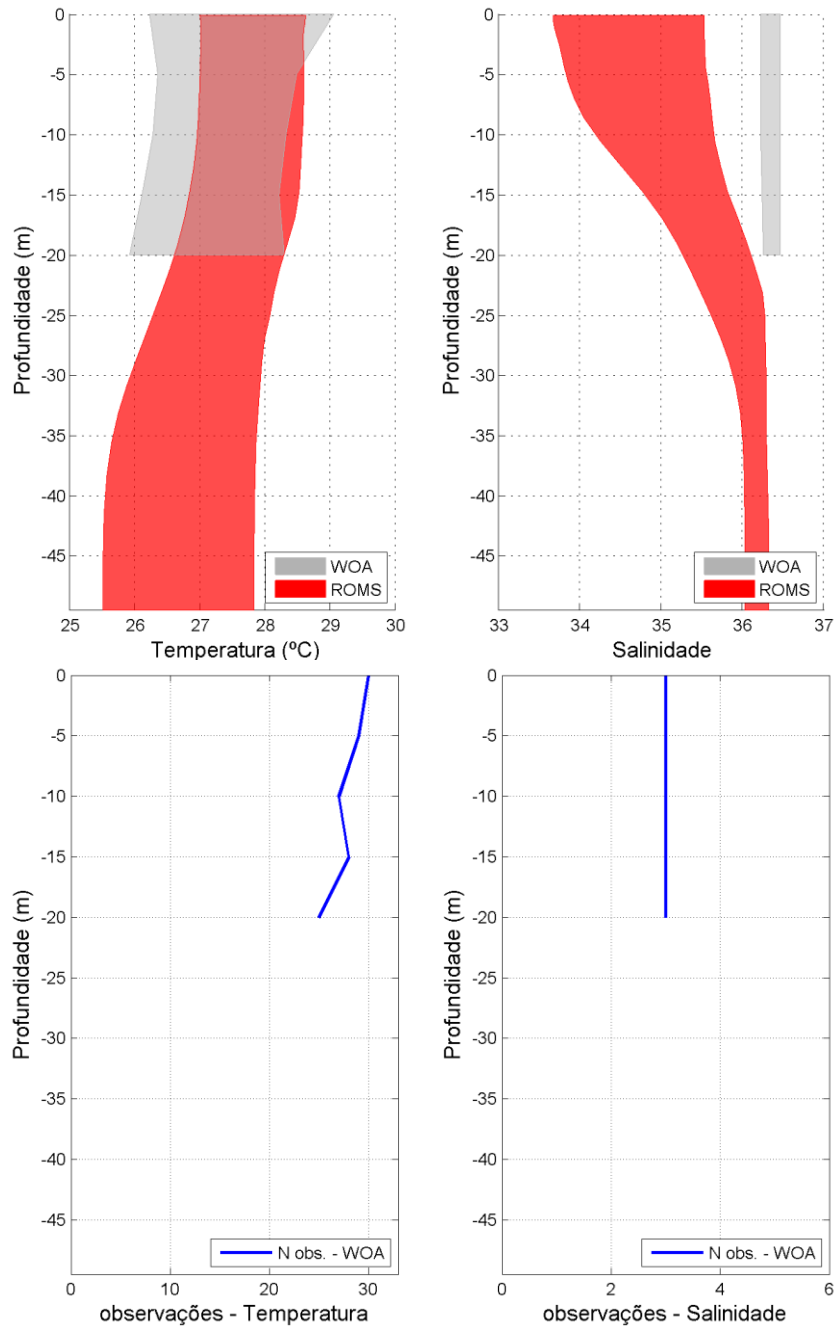 0
-5
-10
-15
-20
-25
-30
-35
-40
-45
Profundidade (m)
25 26 27 28 29 30
Temperatura (ºC)
WOA
ROMS
0
-5
-10
-15
-20
-25
-30
-35
-40
-45
Profundidade (m)
33 34 35 36 37
Salinidade
WOA
ROMS
0
-5
-10
-15
-20
-25
-30
-35
-40
-45
Profundidade (m)
0 10 20 30
observações - Temperatura
N obs. - WOA
0
-5
-10
-15
-20
-25
-30
-35
-40
-45
Profundidade (m)
0 2 4 6
observações - Salinidade
N obs. - WOA